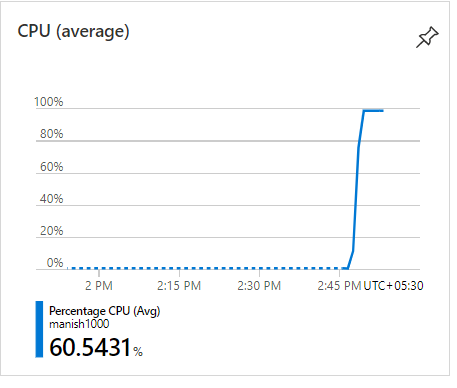 CPU (average)
100%
80%
60%
40%
20%
0%
2 PM 2:15 PM 2:30 PM 2:45 PM UTC+05:30
Percentage CPU (Avg)
manish1000
60.5431%